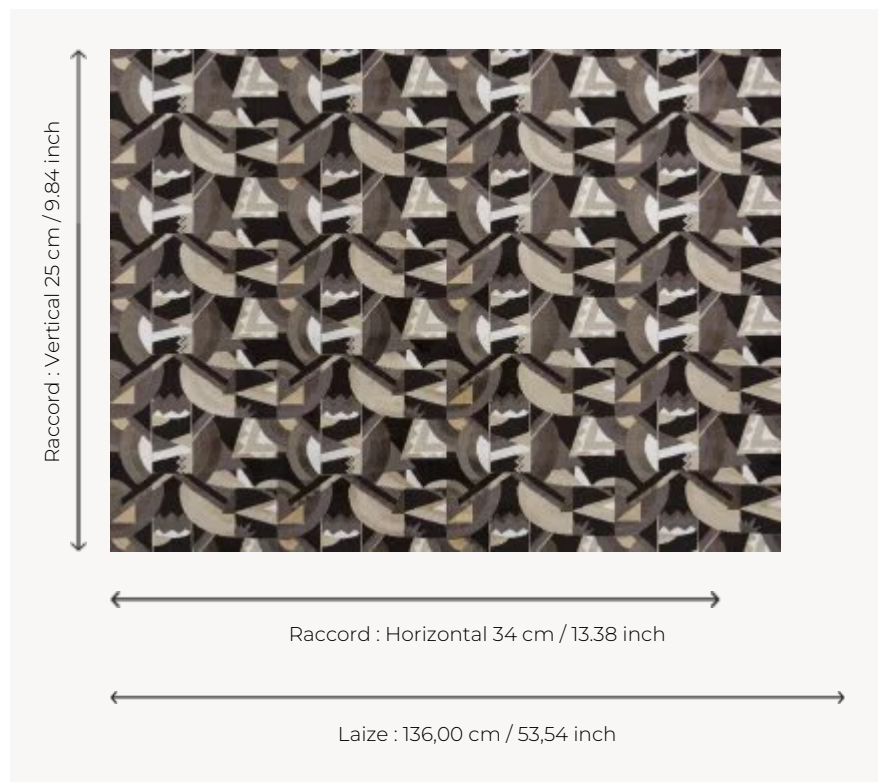 Raccord : Vertical 25 cm / 9.84 inch
Raccord : Horizontal 34 cm / 13.38 inch
Laize : 136,00 cm / 53,54 inch